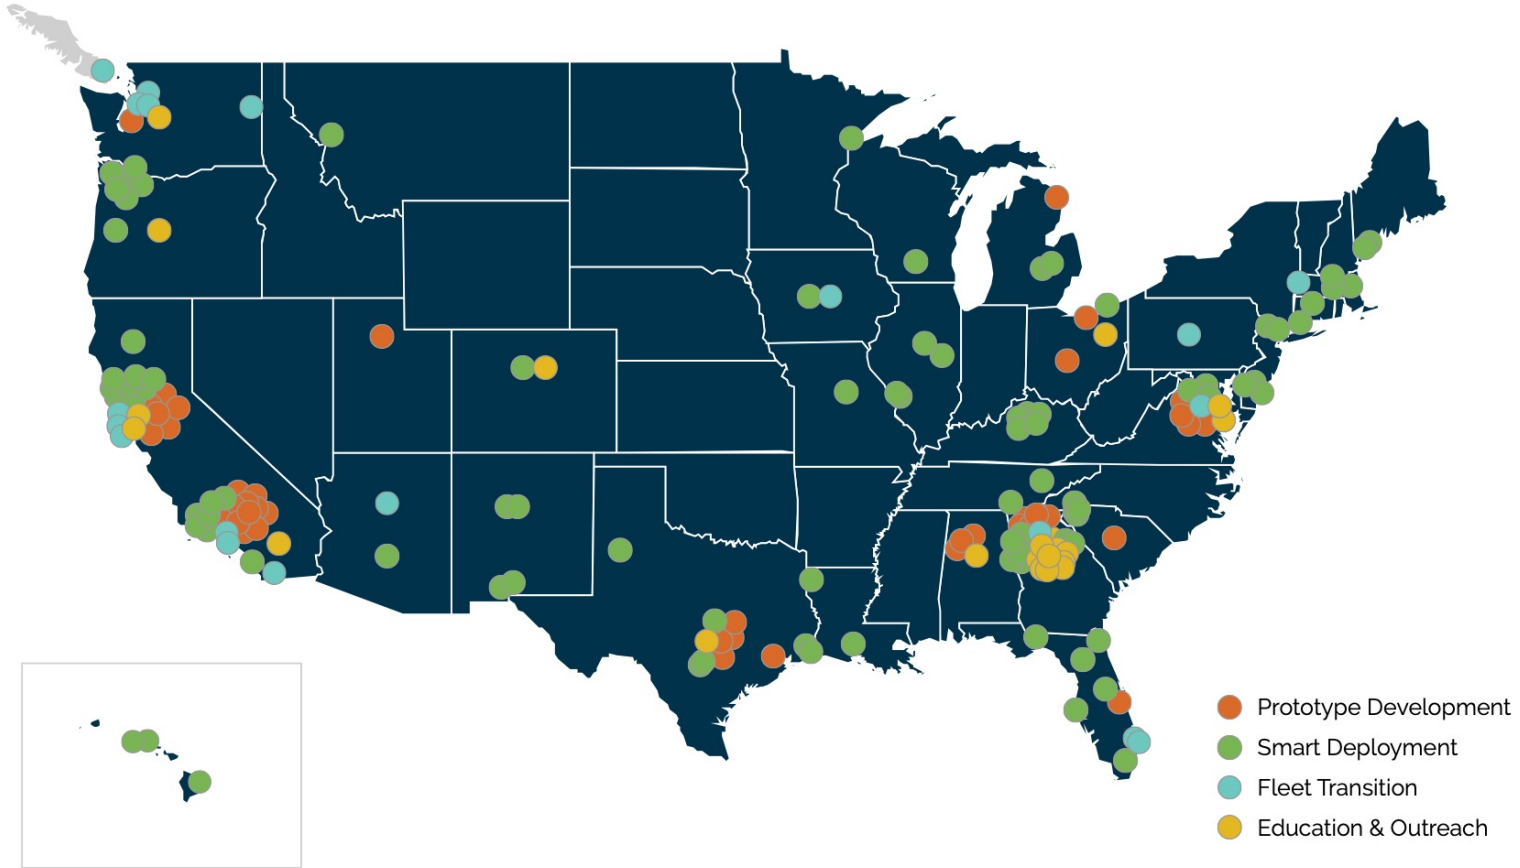 Prototype Development
Smart Deployment
Fleet Transition
Education & Outreach